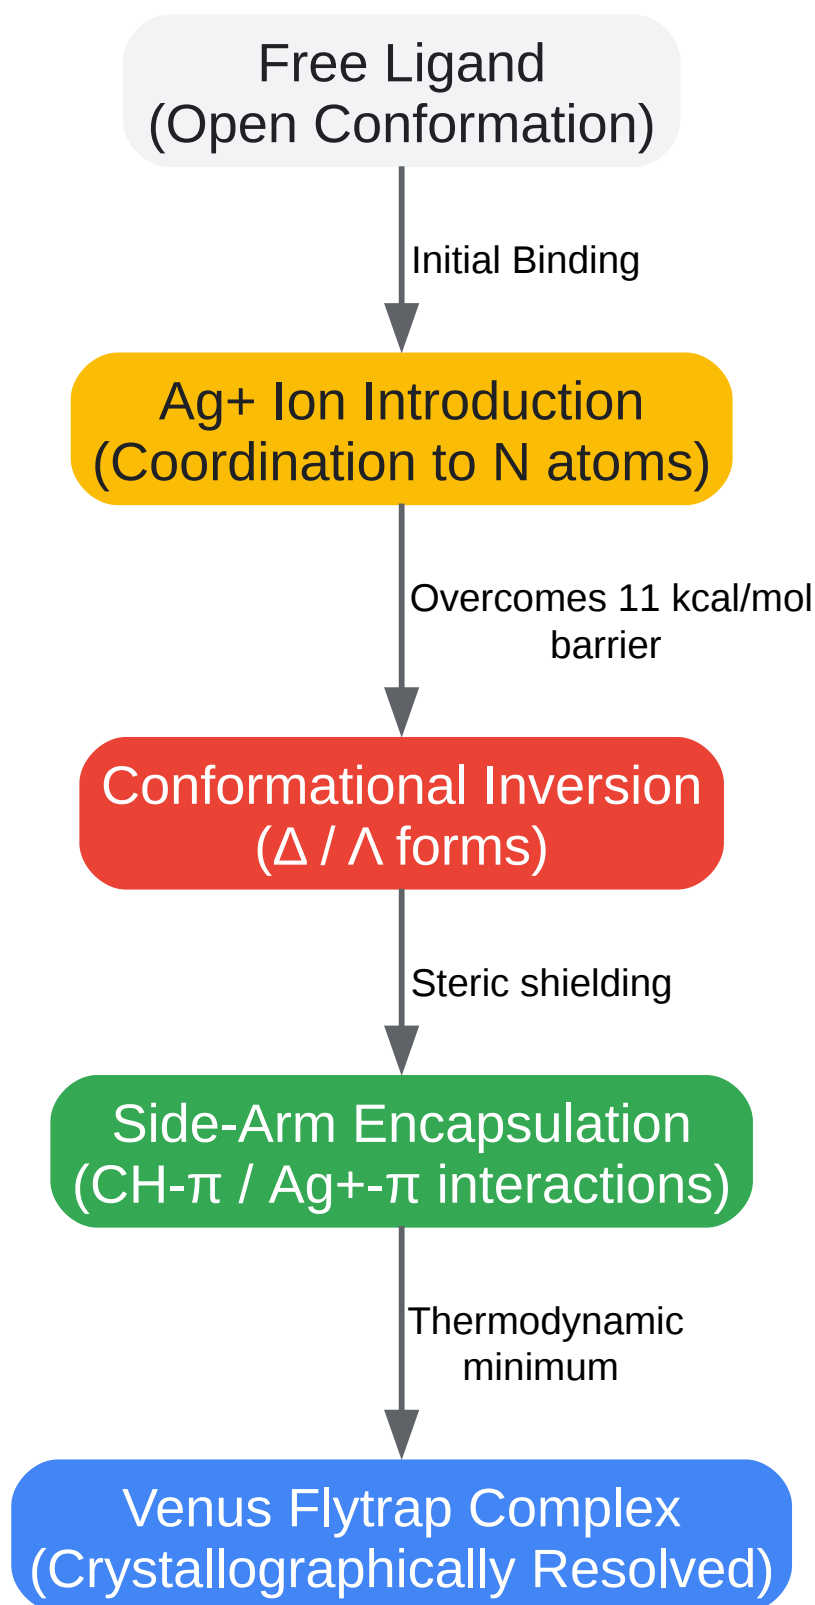 Free Ligand
(Open Conformation)
Initial Binding
Ag+ Ion Introduction
(Coordination to N atoms)
Overcomes 11 kcal/mol
barrier
Conformational Inversion
(Δ / Λ forms)
Steric shielding
Side-Arm Encapsulation
(CH-π / Ag+-π interactions)
Thermodynamic
minimum
Venus Flytrap Complex
(Crystallographically Resolved)